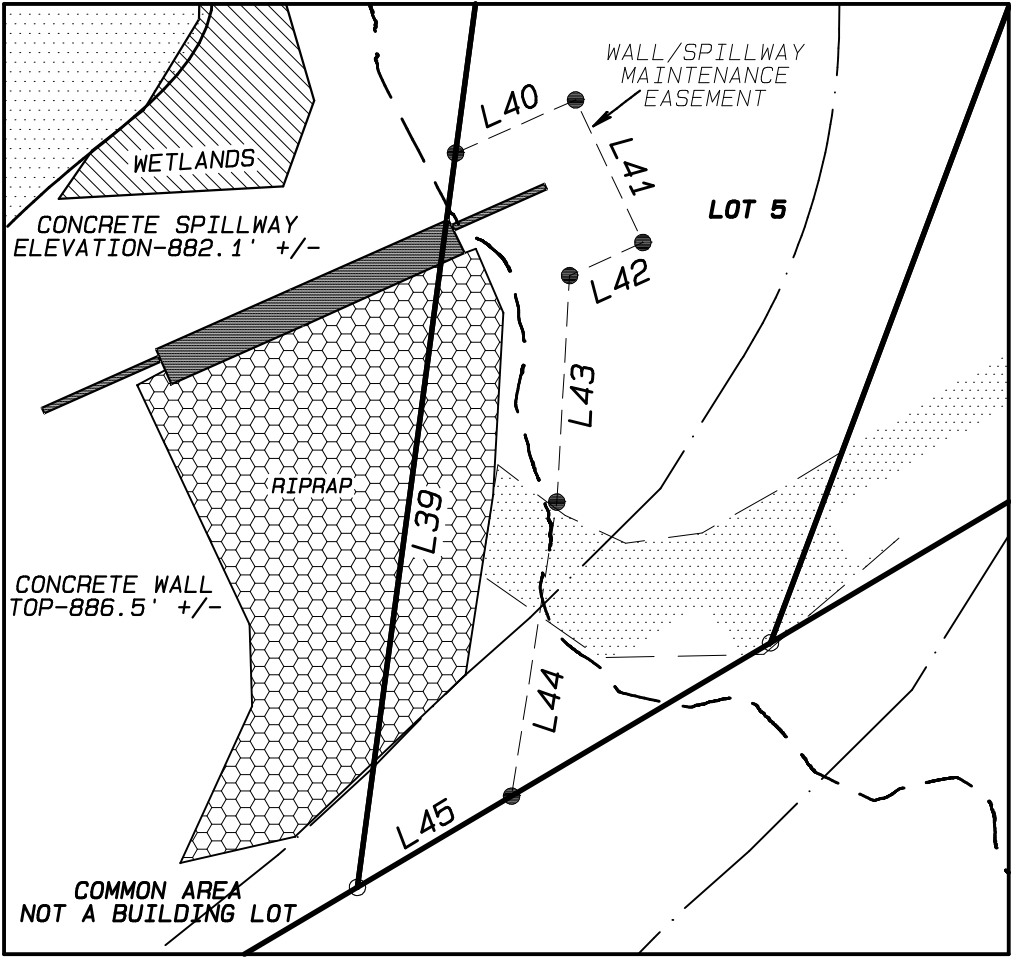 WALL/SPILLWAY
MAINTENANCE
EASEMENT
L40
WETLANDS
L41
LOT 5
CONCRETE SPILLWAY
ELEVATION-882.1' +/-
L42
L43
RIPRAP
L39
CONCRETE WALL
TOP-886.5' +/-
L44
L45
COMMON AREA
NOT A BUILDING LOT